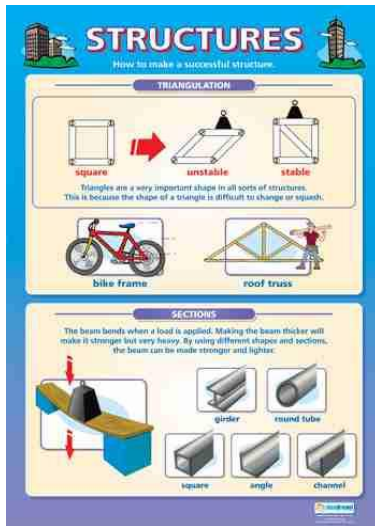 STRUCTURES
How to make a successful structure.
TRIANGULATION
square
unstable
stable
Triangles are a very important shape in all sorts of structures.
This is because the shape of a triangle is difficult to change or squash.
bike frame
roof truss
SECTIONS
The beam bends when a load is applied. Making the beam thicker will
make it stronger but very heavy. By using different shapes and sections,
the beam can be made stronger and lighter.
girder
round tube
square
angle
channel